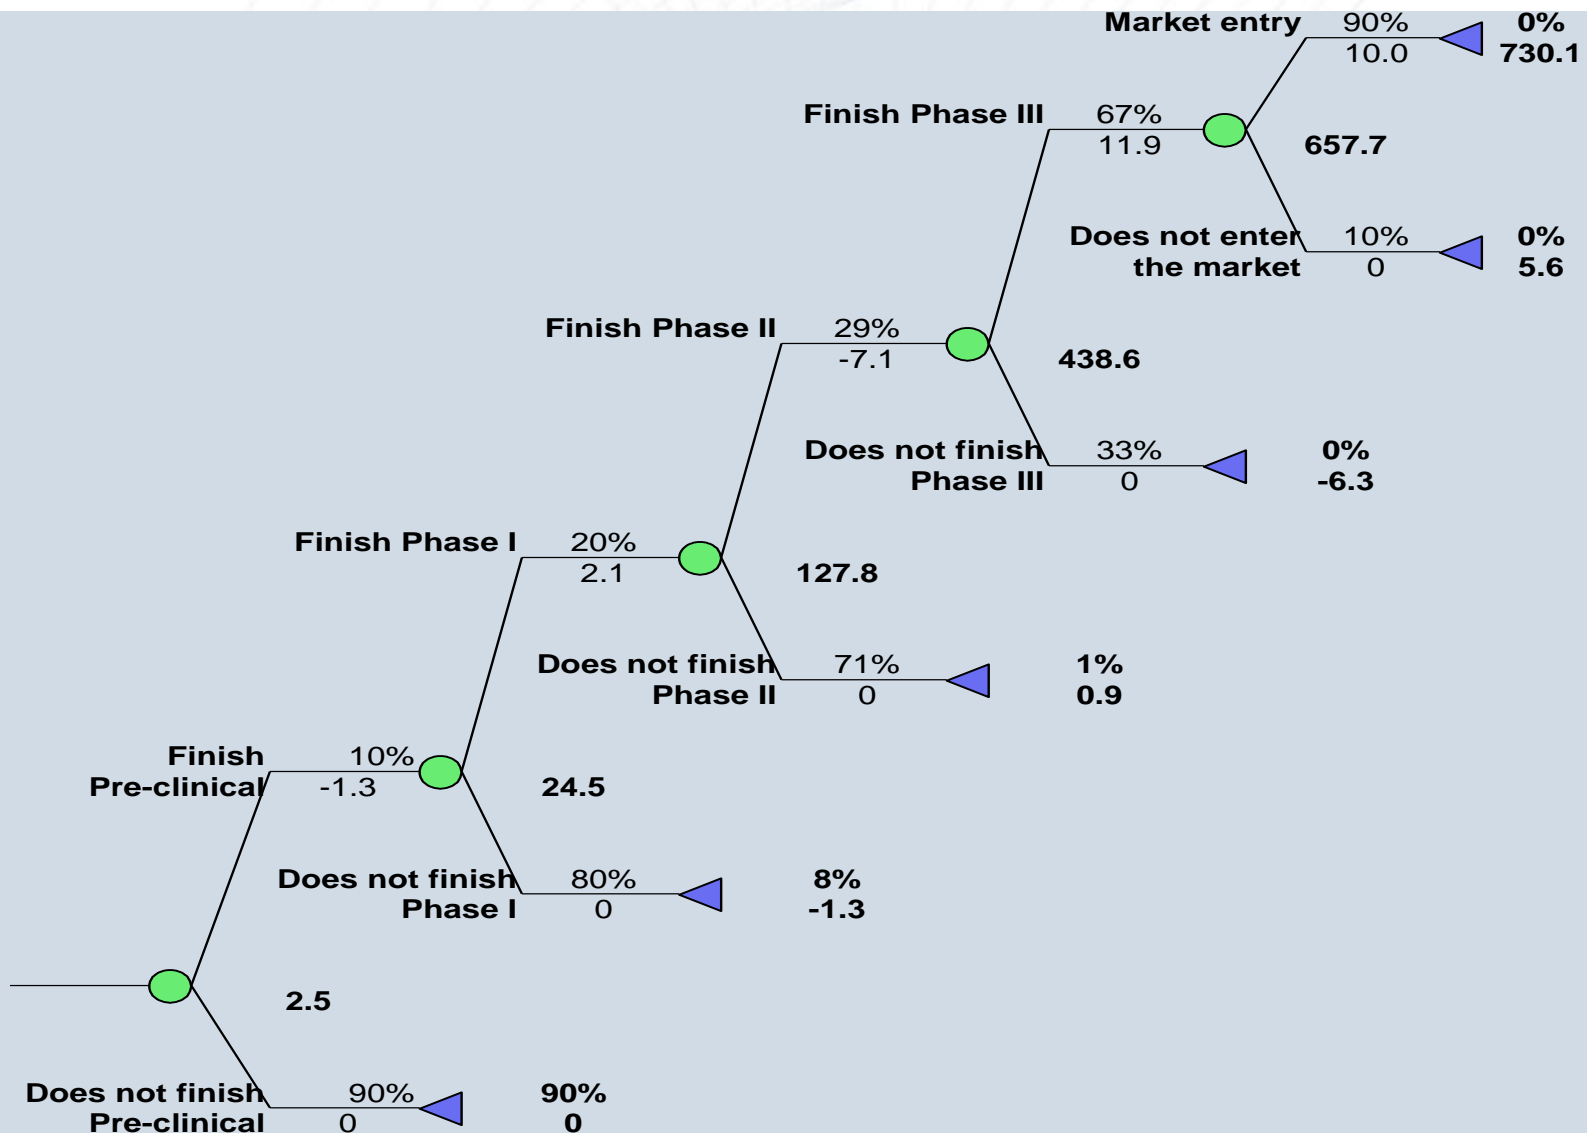 Market entry 90% 0%
10.0 730.1
Finish Phase III 67%
11.9 657.7
Does not enter 10% 0%
the market 0 5.6
Finish Phase II 29%
-7.1 438.6
Does not finish 33% 0%
Phase III 0 -6.3
Finish Phase I 20%
2.1 127.8
Does not finish 71% 1%
Phase II 0 0.9
Finish 10%
Pre-clinical -1.3 24.5
Does not finish 80% 8%
Phase I 0 -1.3
2.5
Does not finish 90% 90%
Pre-clinical 0 0